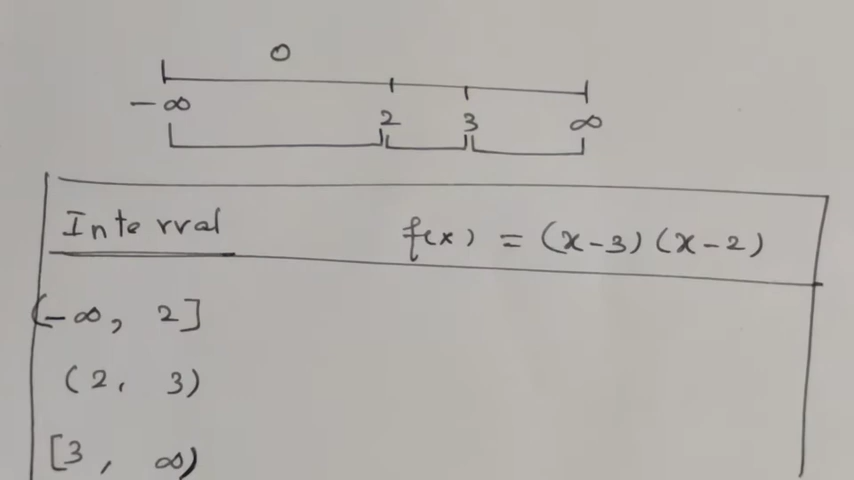 0
-∞ 2 3 ∞
Interval f(x) = (x-3)(x-2)
(-∞, 2]
(2, 3)
[3, ∞)